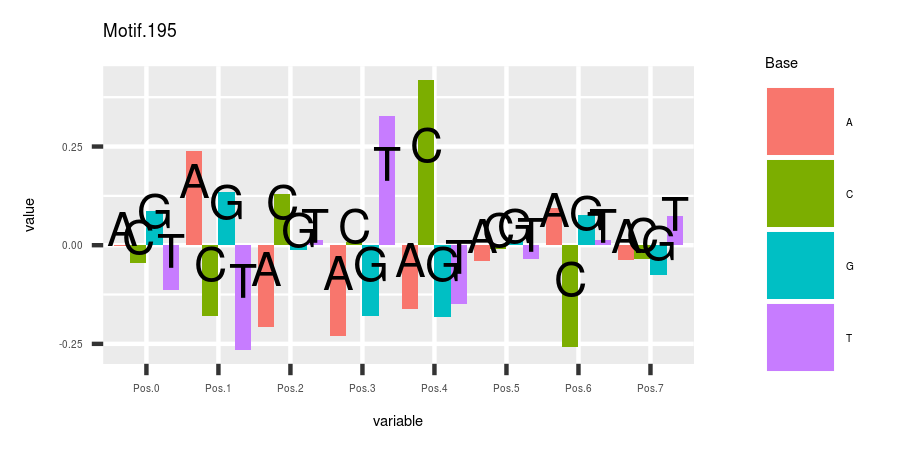 Motif.195
Base
A
C
G
T
value
0.25
0.00
-0.25
A C G T A C G T A C G T A C G T A C G T A C G T A C G T A C G T
Pos.0 Pos.1 Pos.2 Pos.3 Pos.4 Pos.5 Pos.6 Pos.7
variable